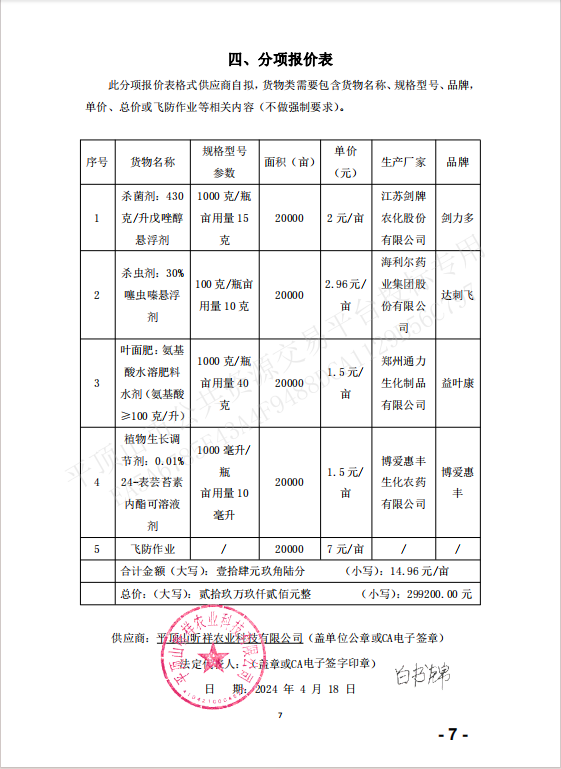 四、分项报价表
此分项报价表格式供应商自拟，货物类需要包含货物名称、规格型号、品牌，
单价、总价或飞防作业等相关内容（不做强制要求）。
序号 货物名称 规格型号 参数 面积（亩） 单价（元） 生产厂家 品牌
1 杀菌剂：430克/升戊唑醇悬浮剂 1000克/瓶亩用量15克 20000 2元/亩 江苏剑牌农化股份有限公司 剑力多
2 杀虫剂：30%噻虫嗪悬浮剂 100克/瓶亩用量10克 20000 2.96元/亩 海利尔药业集团股份有限公司 达刺飞
3 叶面肥：氨基酸水溶肥料水剂（氨基酸≥100克/升） 1000克/瓶亩用量40克 20000 1.5元/亩 郑州通力生化制品有限公司 益叶康
4 植物生长调节剂：0.01%24-表芸苔素内酯可溶液剂 1000毫升/瓶亩用量10毫升 20000 1.5元/亩 博爱惠丰生化农药有限公司 博爱惠丰
5 飞防作业 / 20000 7元/亩 / /
合计金额（大写）：壹拾肆元玖角陆分 （小写）：14.96元/亩
总价：（大写）：贰拾玖万玖仟贰佰元整 （小写）：299200.00元
供应商：平顶山昕祥农业科技有限公司（盖单位公章或CA电子签章）
法定代表人：（盖章或CA电子签字印章）
日 期：2024年4月18日
7
-7-